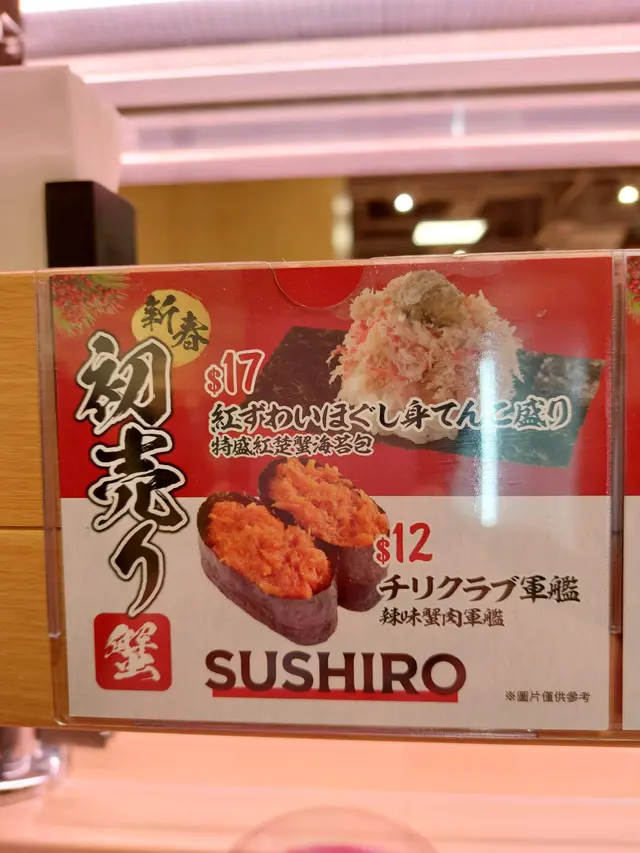 新春
初売り
蟹
$17
紅ずわいほぐし身てんこ盛り
特盛紅楚蟹海苔包
$12
チリクラブ軍艦
辣味蟹肉軍艦
SUSHIRO
※圖片僅供參考